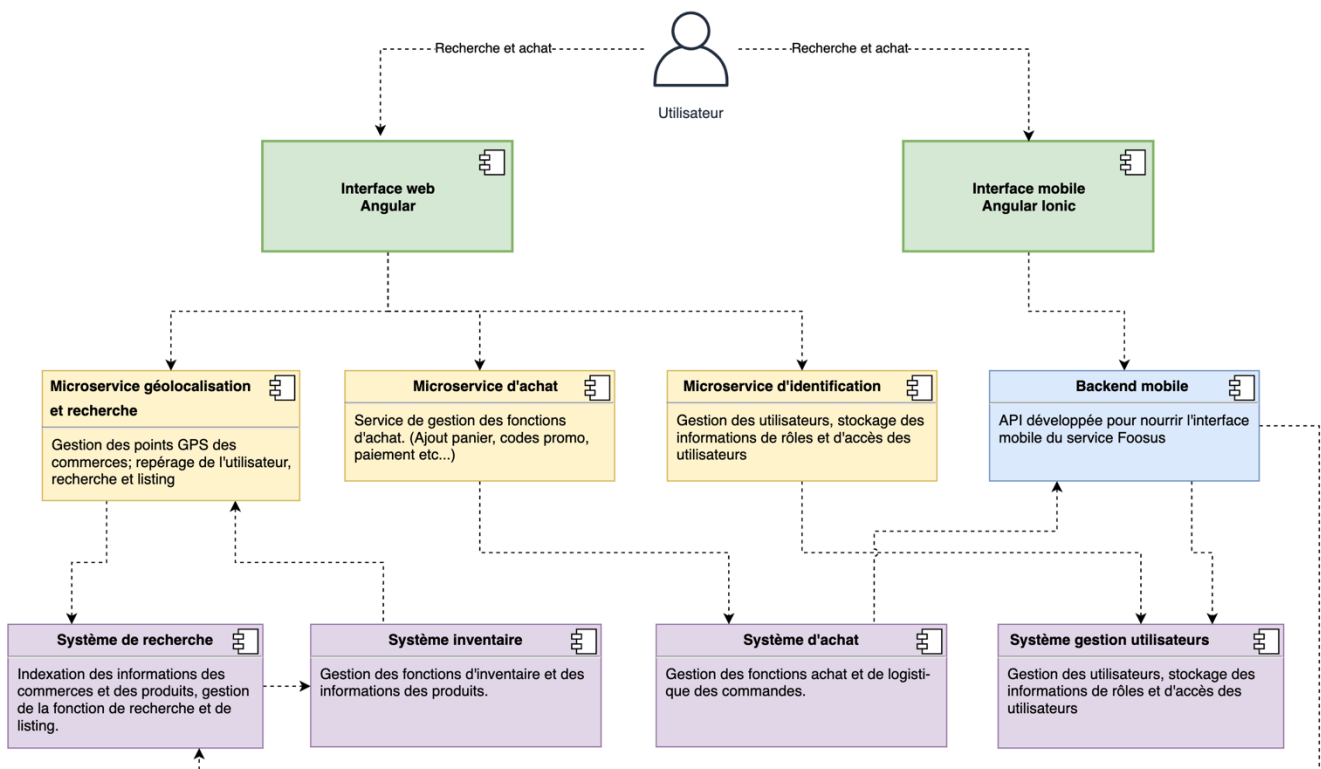 Recherche et achat
Recherche et achat
Utilisateur
Interface web
Angular
Interface mobile
Angular Ionic
Microservice géolocalisation
et recherche
Gestion des points GPS des
commerces; repérage de l'utilisateur,
recherche et listing
Microservice d'achat
Service de gestion des fonctions
d'achat. (Ajout panier, codes promo,
paiement etc...)
Microservice d'identification
Gestion des utilisateurs, stockage des
informations de rôles et d'accès des
utilisateurs
Backend mobile
API développée pour nourrir l'interface
mobile du service Foosus
Système de recherche
Indexation des informations des
commerces et des produits, gestion
de la fonction de recherche et de
listing.
Système inventaire
Gestion des fonctions d'inventaire et des
informations des produits.
Système d'achat
Gestion des fonctions achat et de logisti-
que des commandes.
Système gestion utilisateurs
Gestion des utilisateurs, stockage des
informations de rôles et d'accès des
utilisateurs